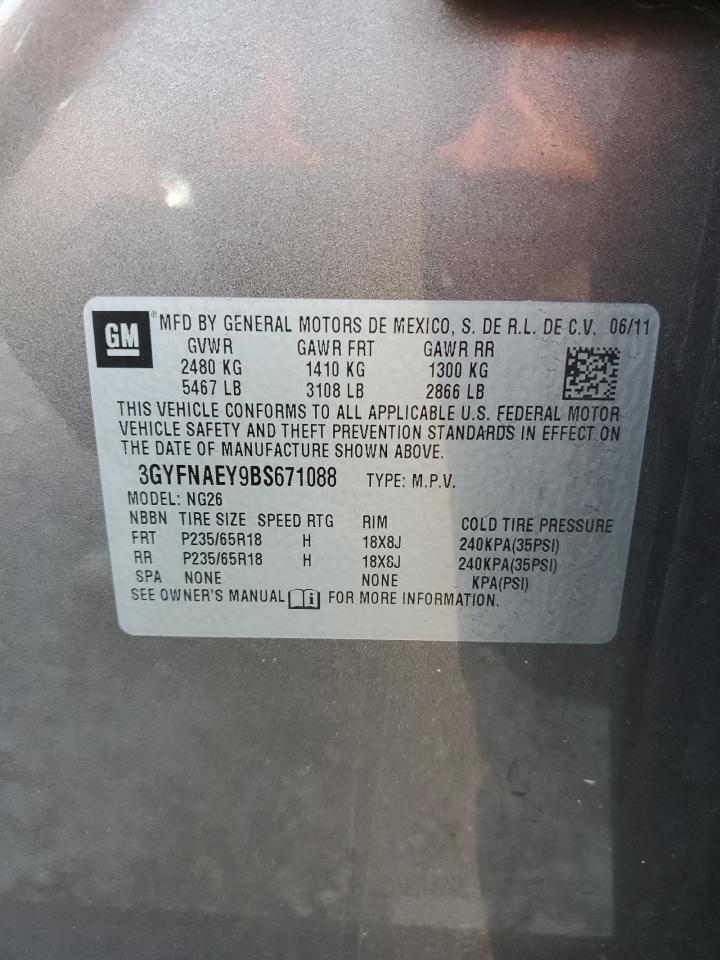 GM ® MFD BY GENERAL MOTORS DE MEXICO, S. DE R.L. DE C.V. 06/11
GVWR GAWR FRT GAWR RR
2480 KG 1410 KG 1300 KG
5467 LB 3108 LB 2866 LB
THIS VEHICLE CONFORMS TO ALL APPLICABLE U.S. FEDERAL MOTOR
VEHICLE SAFETY AND THEFT PREVENTION STANDARDS IN EFFECT ON
THE DATE OF MANUFACTURE SHOWN ABOVE.
3GYFNAEY9BS671088 TYPE: M.P.V.
MODEL: NG26
NBBN TIRE SIZE SPEED RTG RIM COLD TIRE PRESSURE
FRT P235/65R18 H 18X8J 240KPA(35PSI)
RR P235/65R18 H 18X8J 240KPA(35PSI)
SPA NONE NONE KPA(PSI)
SEE OWNER'S MANUAL i FOR MORE INFORMATION.